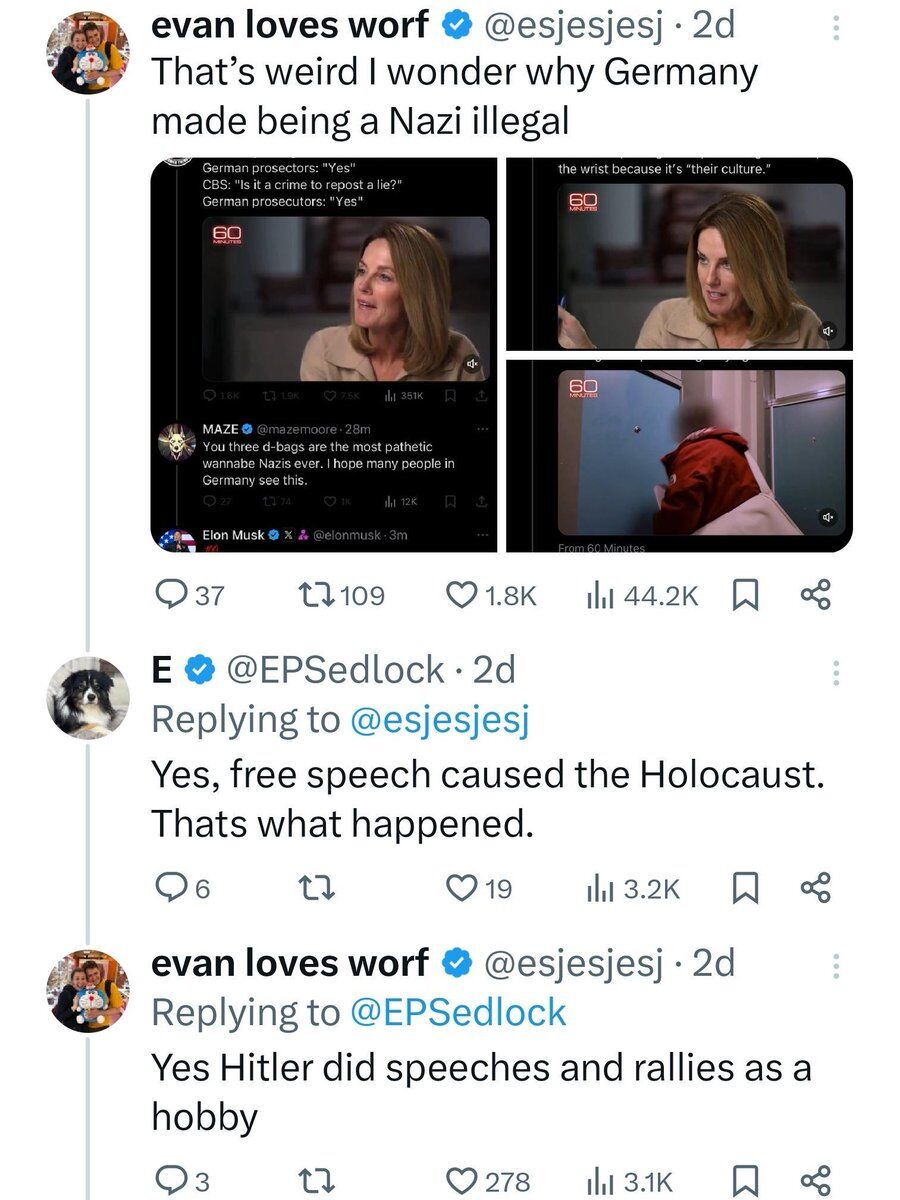 evan loves worf @esjesjesj · 2d
That's weird I wonder why Germany
made being a Nazi illegal
German prosectors: "Yes"
CBS: "Is it a crime to repost a lie?"
German prosecutors: "Yes"
60
MINUTES
1.6K 1.9K 7.5K 351K
MAZE @mazemoore · 28m
You three d-bags are the most pathetic
wannabe Nazis ever. I hope many people in
Germany see this.
27 74 1K 12K
Elon Musk X @elonmusk · 3m
the wrist because it's "their culture."
60
MINUTES
60
MINUTES
From 60 Minutes
37 109 1.8K 44.2K
E @EPSedlock · 2d
Replying to @esjesjesj
Yes, free speech caused the Holocaust.
Thats what happened.
6 19 3.2K
evan loves worf @esjesjesj · 2d
Replying to @EPSedlock
Yes Hitler did speeches and rallies as a
hobby
3 278 3.1K